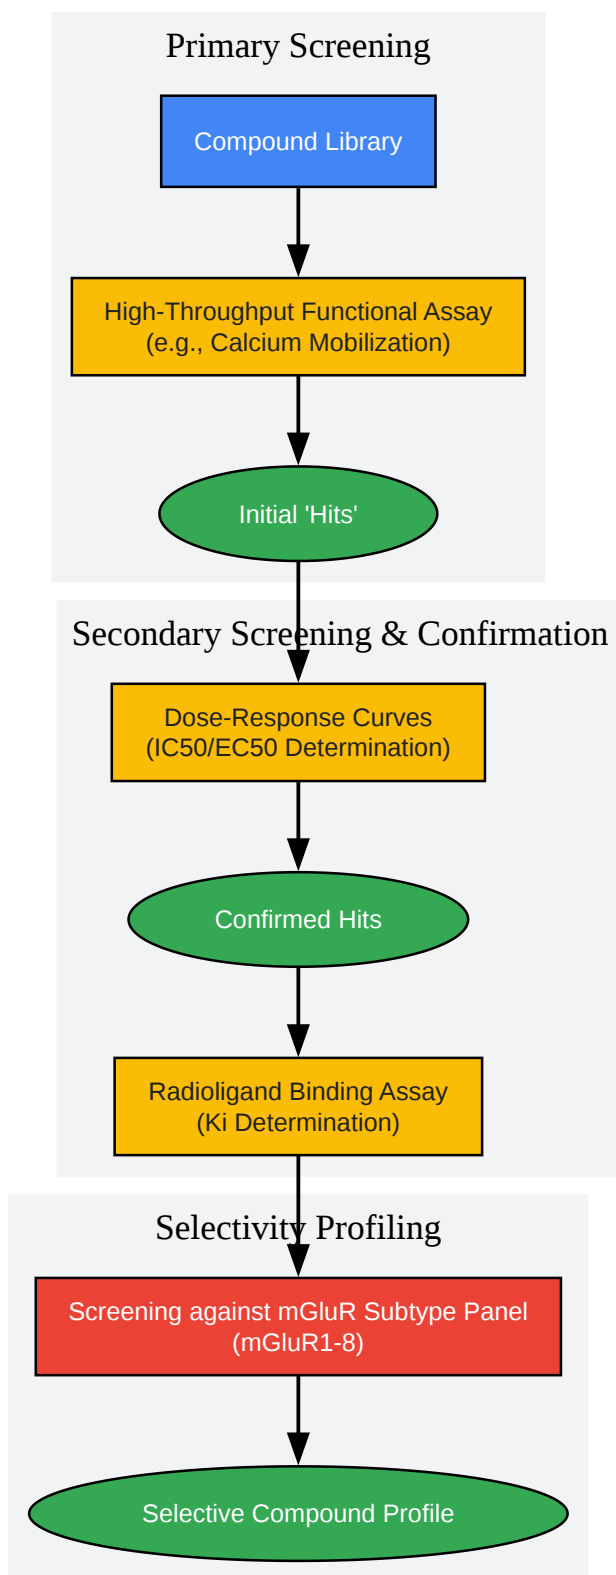 Primary Screening
Compound Library
High-Throughput Functional Assay
(e.g., Calcium Mobilization)
Initial 'Hits'
Secondary Screening & Confirmation
Dose-Response Curves
(IC50/EC50 Determination)
Confirmed Hits
Radioligand Binding Assay
(Ki Determination)
Selectivity Profiling
Screening against mGluR Subtype Panel
(mGluR1-8)
Selective Compound Profile